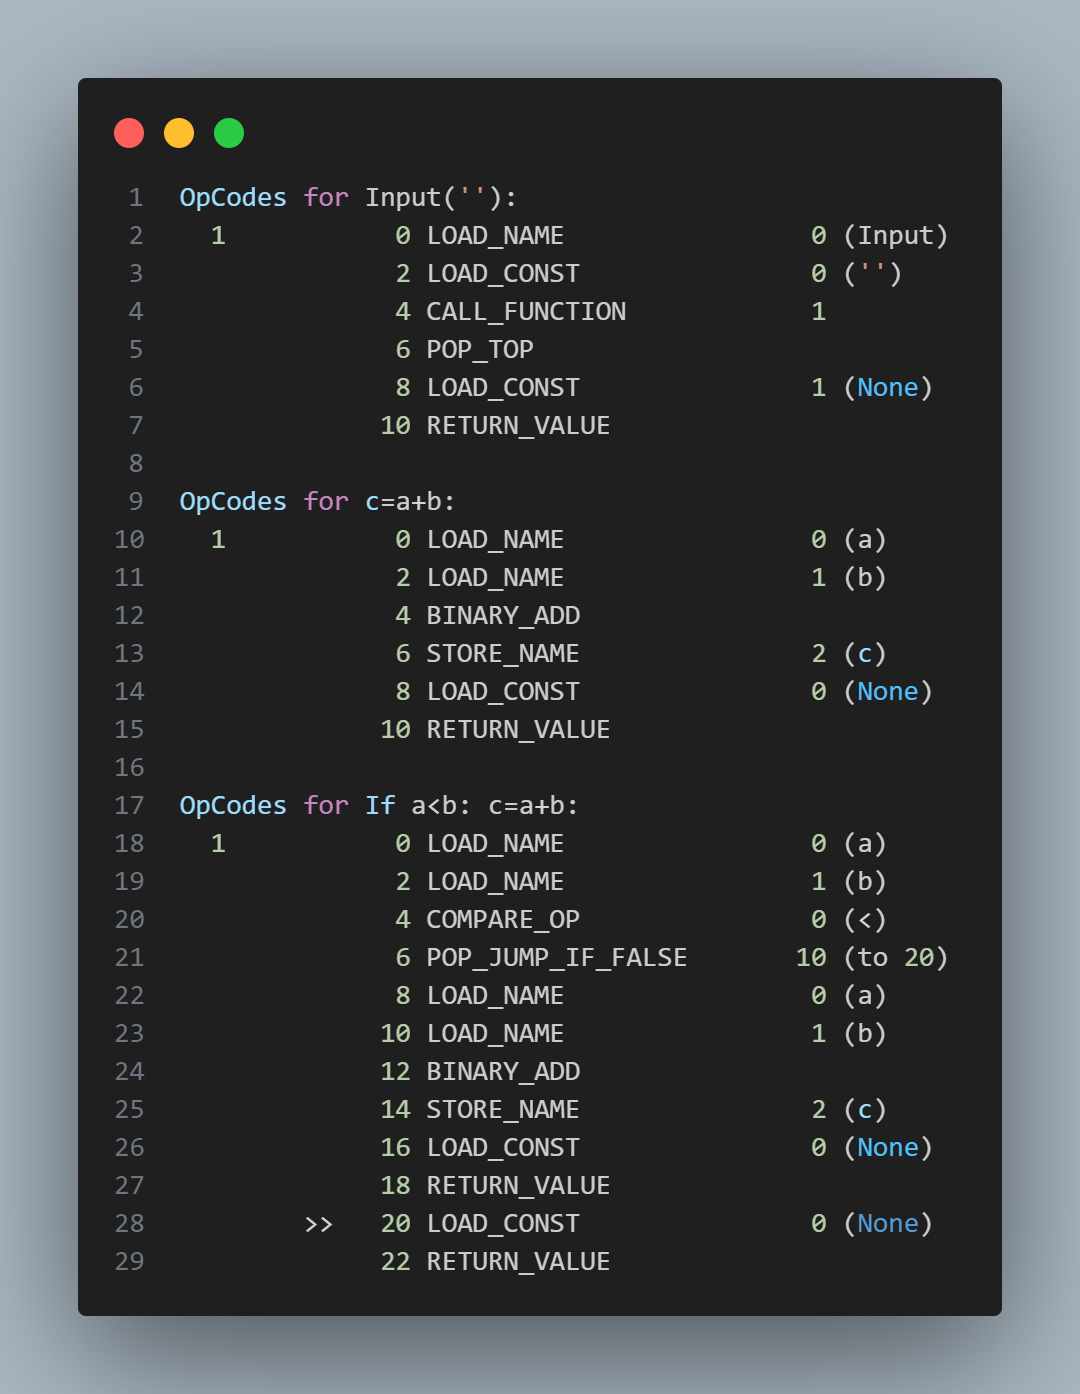 1 OpCodes for Input(''):
2 1 0 LOAD_NAME 0 (Input)
3 2 LOAD_CONST 0 ('')
4 4 CALL_FUNCTION 1
5 6 POP_TOP
6 8 LOAD_CONST 1 (None)
7 10 RETURN_VALUE
8
9 OpCodes for c=a+b:
10 1 0 LOAD_NAME 0 (a)
11 2 LOAD_NAME 1 (b)
12 4 BINARY_ADD
13 6 STORE_NAME 2 (c)
14 8 LOAD_CONST 0 (None)
15 10 RETURN_VALUE
16
17 OpCodes for If a<b: c=a+b:
18 1 0 LOAD_NAME 0 (a)
19 2 LOAD_NAME 1 (b)
20 4 COMPARE_OP 0 (<)
21 6 POP_JUMP_IF_FALSE 10 (to 20)
22 8 LOAD_NAME 0 (a)
23 10 LOAD_NAME 1 (b)
24 12 BINARY_ADD
25 14 STORE_NAME 2 (c)
26 16 LOAD_CONST 0 (None)
27 18 RETURN_VALUE
28 >> 20 LOAD_CONST 0 (None)
29 22 RETURN_VALUE